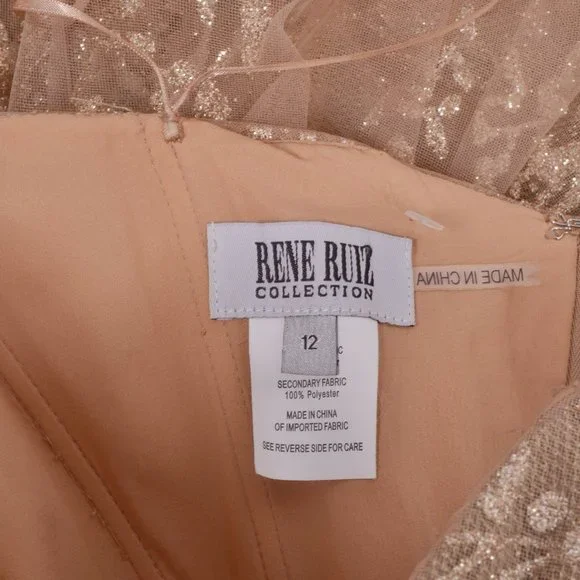 RENE RUIZ
COLLECTION
MADE IN CHINA
12
SECONDARY FABRIC
100% Polyester
MADE IN CHINA
OF IMPORTED FABRIC
SEE REVERSE SIDE FOR CARE